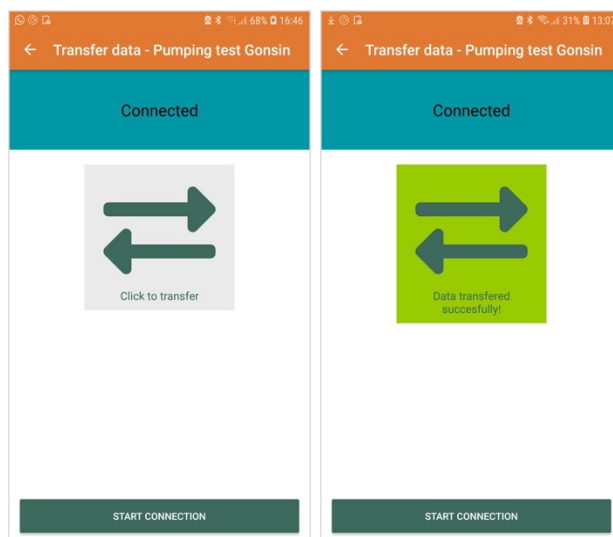 68% 16:46
Transfer data - Pumping test Gonsin
Connected
Click to transfer
START CONNECTION
31% 13:07
Transfer data - Pumping test Gonsin
Connected
Data transfered
succesfully!
START CONNECTION